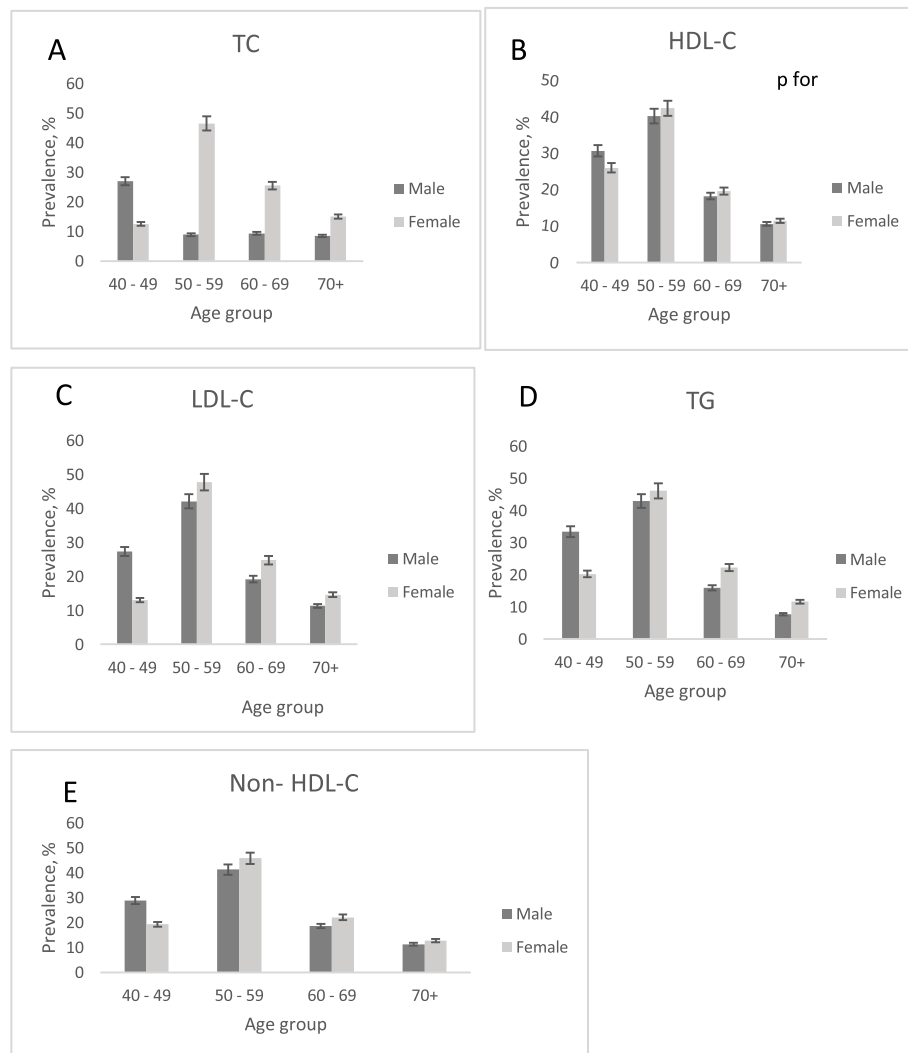 A
TC
Prevalence, %
60
50
40
30
20
10
0
40 - 49 50 - 59 60 - 69 70+
Age group
Male
Female
B
HDL-C
p for
Prevalence, %
50
40
30
20
10
0
40 - 49 50 - 59 60 - 69 70+
Age group
Male
Female
C
LDL-C
Prevalence, %
60
50
40
30
20
10
0
40 - 49 50 - 59 60 - 69 70+
Age group
Male
Female
D
TG
Prevalence, %
60
50
40
30
20
10
0
40 - 49 50 - 59 60 - 69 70+
Age group
Male
Female
E
Non- HDL-C
Prevalence, %
60
50
40
30
20
10
0
40 - 49 50 - 59 60 - 69 70+
Age group
Male
Female